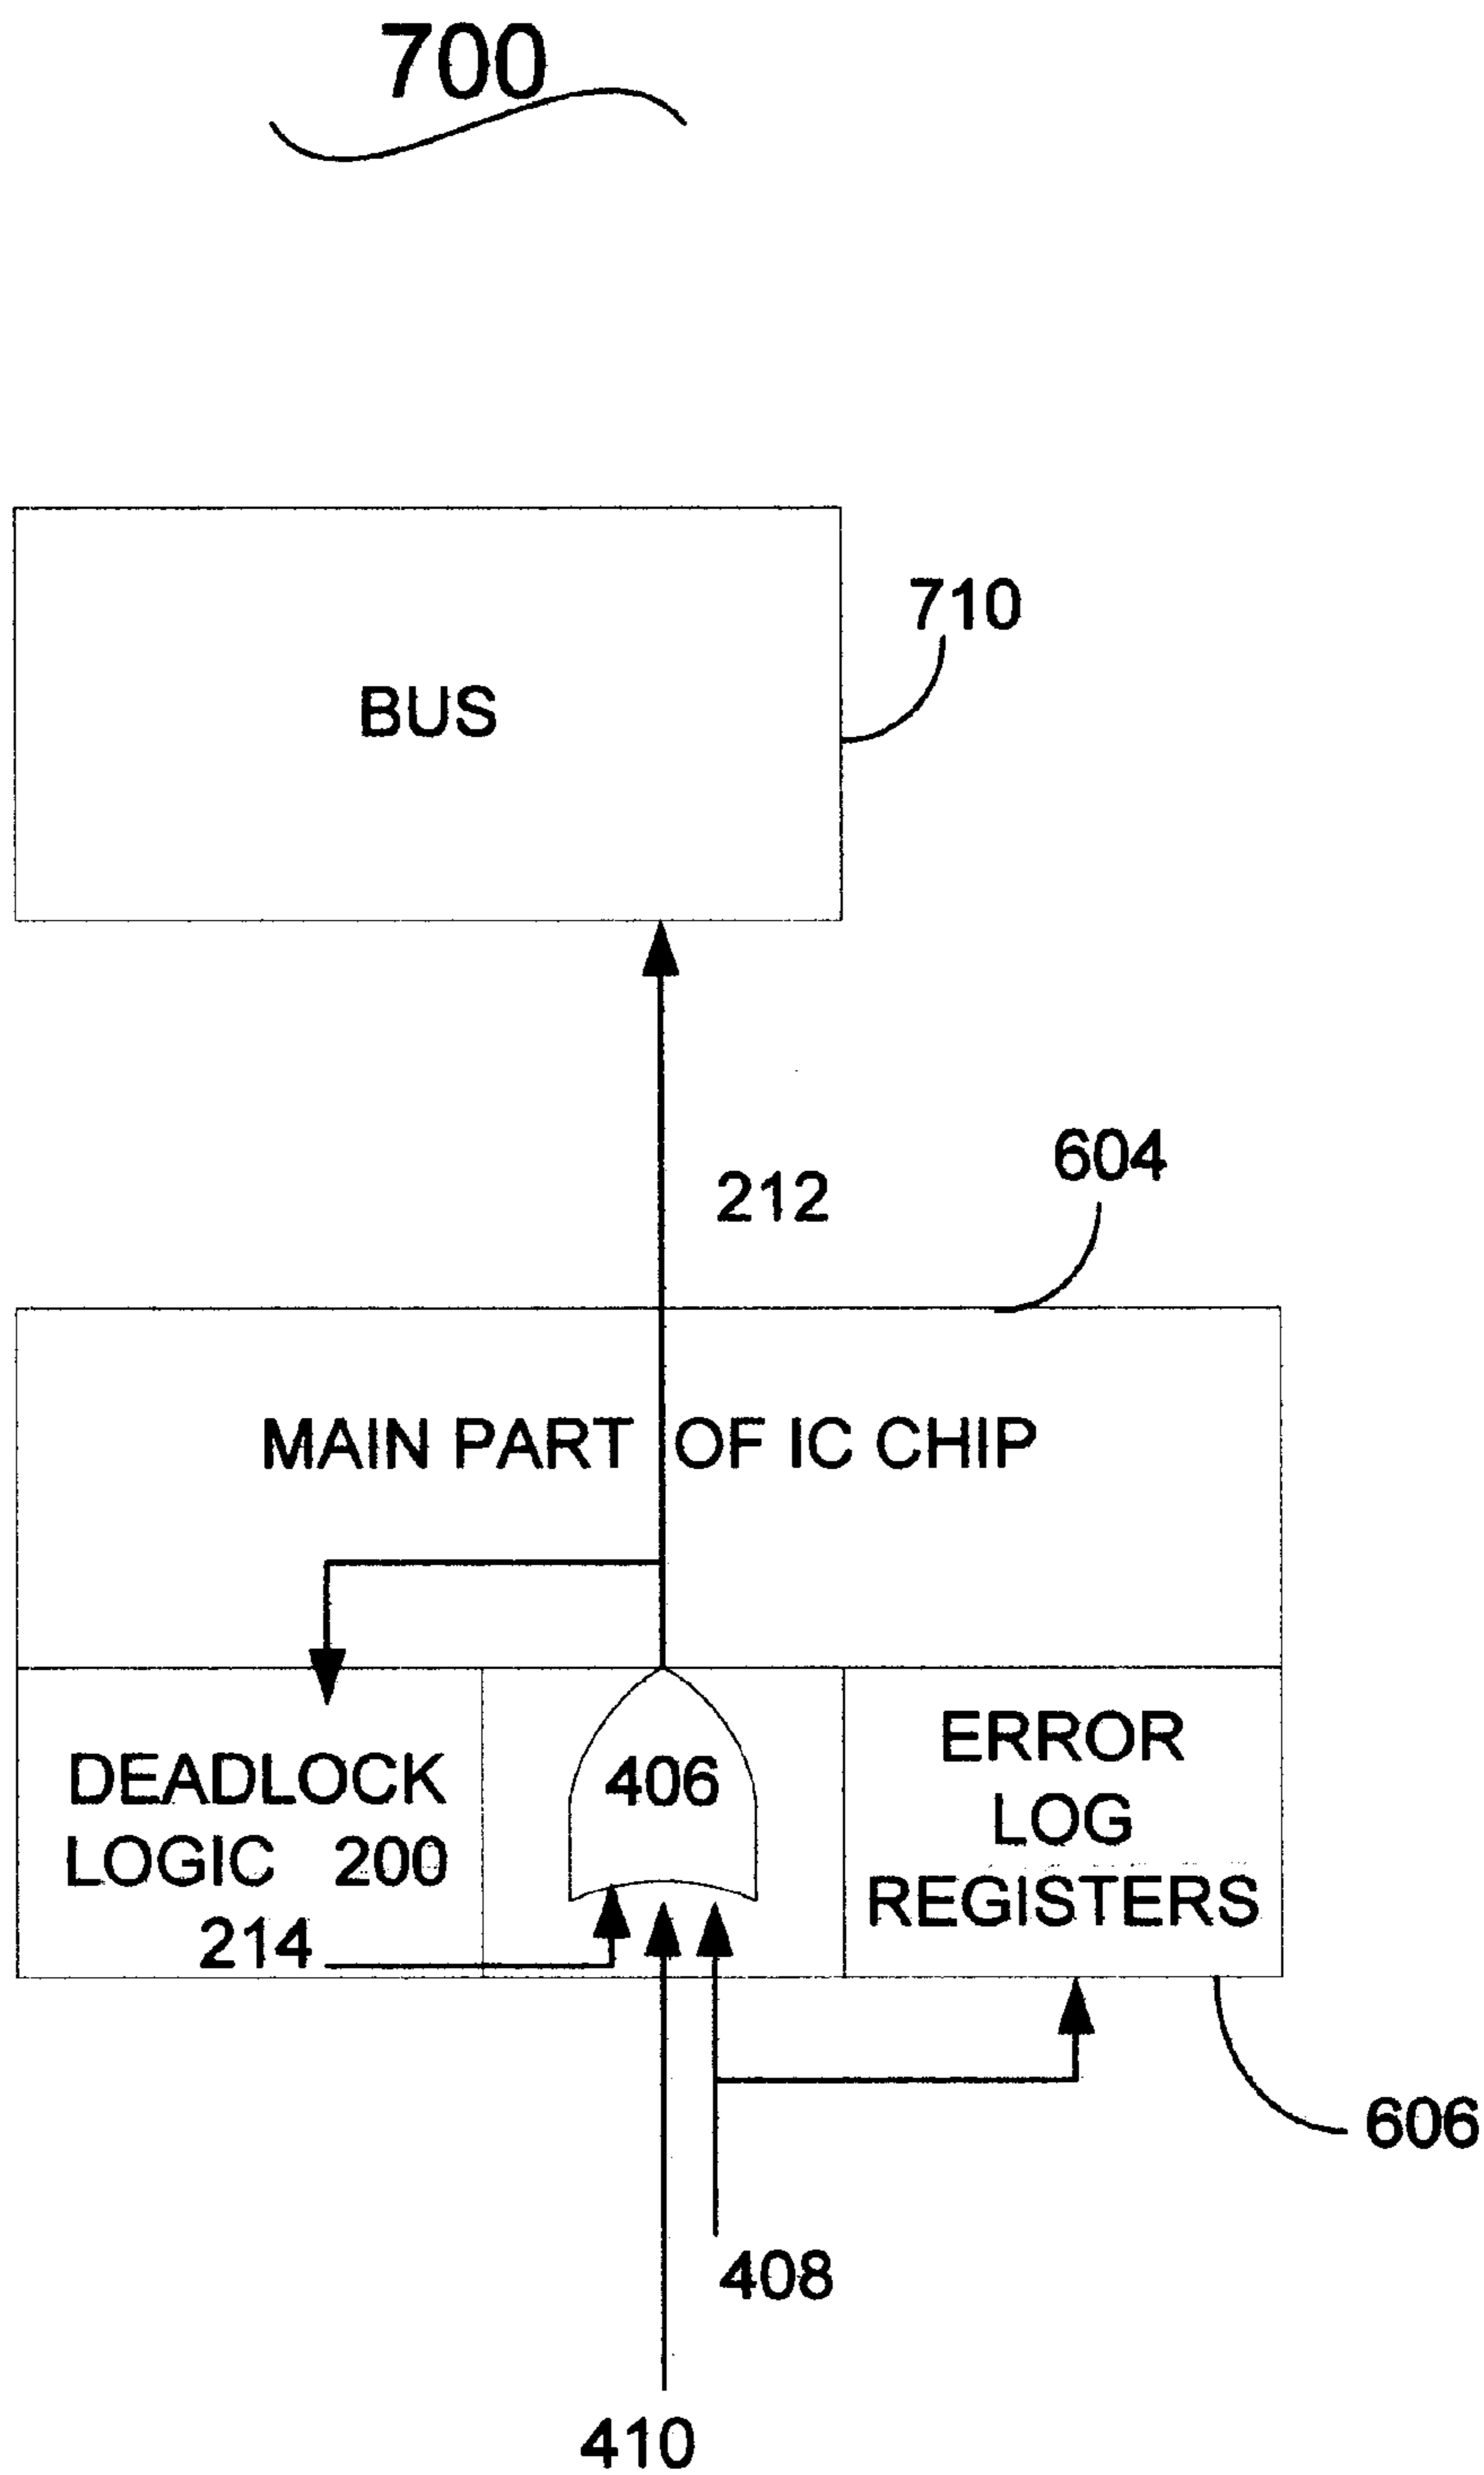 700
BUS
710
212
604
MAIN PART OF IC CHIP
DEADLOCK
LOGIC 200
214
406
ERROR
LOG
REGISTERS
606
408
410